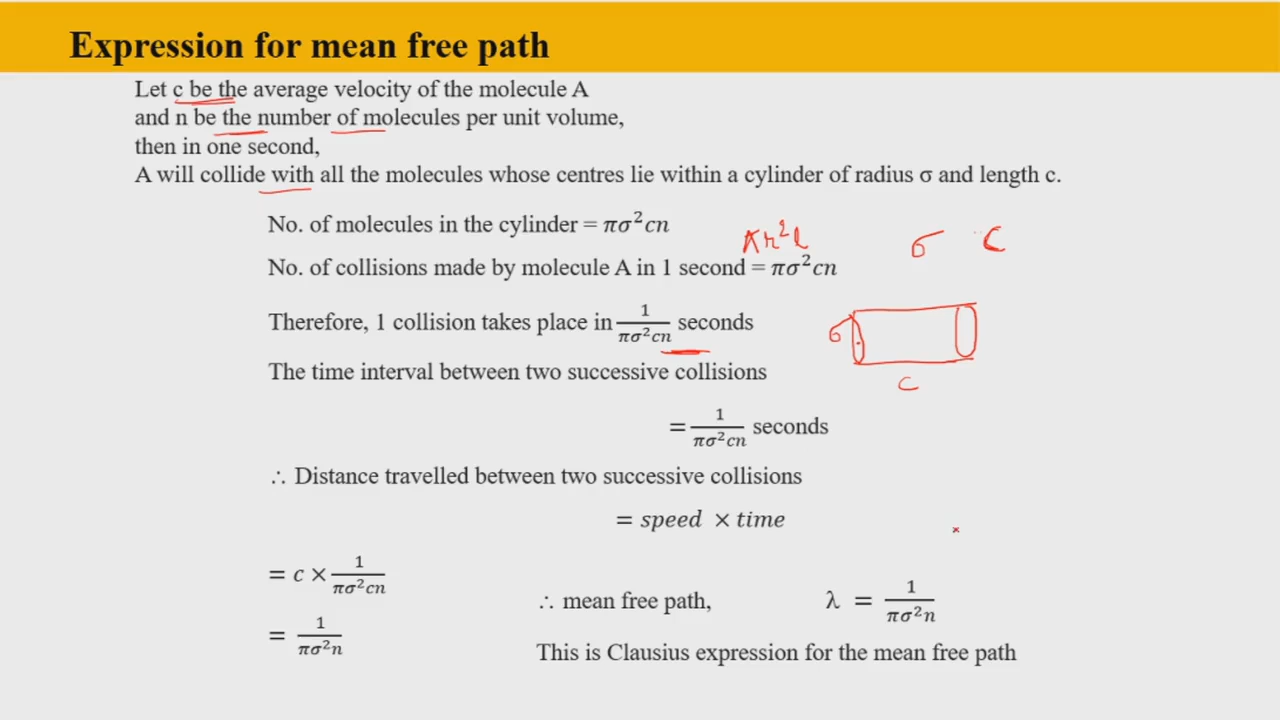 Expression for mean free path
Let c be the average velocity of the molecule A
and n be the number of molecules per unit volume,
then in one second,
A will collide with all the molecules whose centres lie within a cylinder of radius σ and length c.
No. of molecules in the cylinder = πσ²cn
πr²l
σ c
No. of collisions made by molecule A in 1 second = πσ²cn
Therefore, 1 collision takes place in 1/πσ²cn seconds
σ
The time interval between two successive collisions
c
= 1/πσ²cn seconds
∴ Distance travelled between two successive collisions
= speed × time
= c × 1/πσ²cn
∴ mean free path, λ = 1/πσ²n
= 1/πσ²n
This is Clausius expression for the mean free path